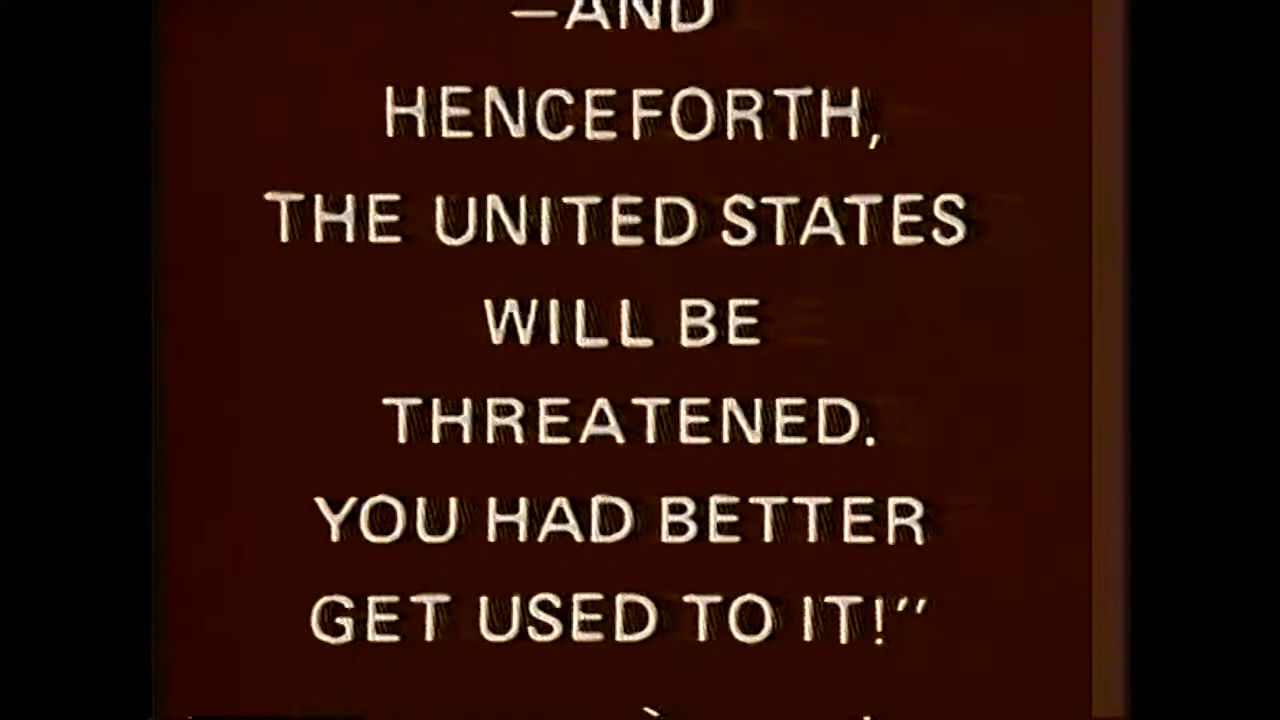 —AND
HENCEFORTH,
THE UNITED STATES
WILL BE
THREATENED.
YOU HAD BETTER
GET USED TO IT!”